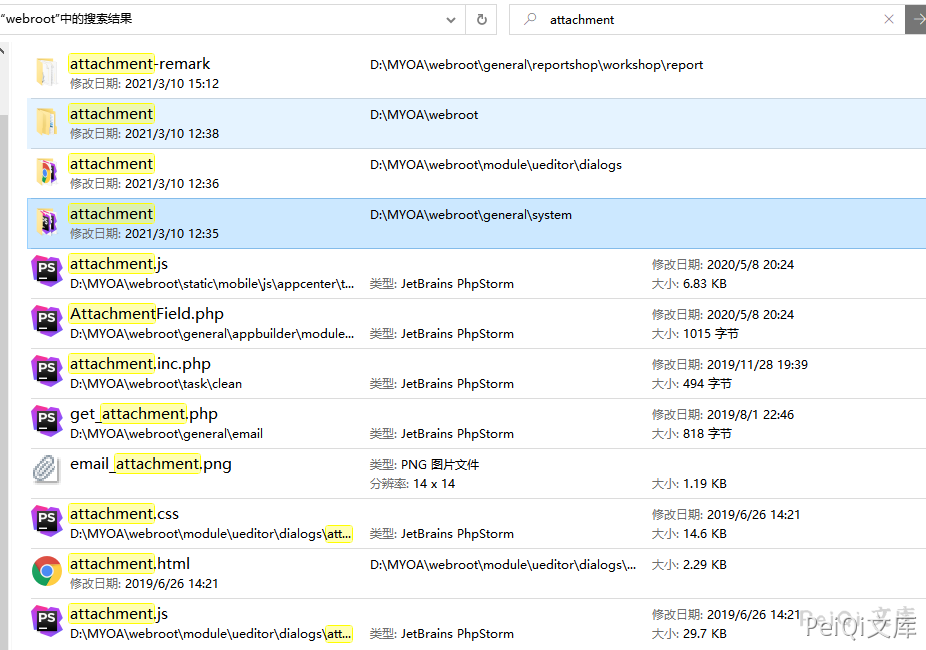 "webroot"中的搜索结果
attachment
attachment-remark
D:\MYOA\webroot\general\reportshop\workshop\report
修改日期: 2021/3/10 15:12
attachment
D:\MYOA\webroot
修改日期: 2021/3/10 12:38
attachment
D:\MYOA\webroot\module\ueditor\dialogs
修改日期: 2021/3/10 12:36
attachment
D:\MYOA\webroot\general\system
修改日期: 2021/3/10 12:35
attachment.js
修改日期: 2020/5/8 20:24
D:\MYOA\webroot\static\mobile\js\appcenter\t...
类型: JetBrains PhpStorm
大小: 6.83 KB
AttachmentField.php
修改日期: 2020/5/8 20:24
D:\MYOA\webroot\general\appbuilder\module...
类型: JetBrains PhpStorm
大小: 1015 字节
attachment.inc.php
修改日期: 2019/11/28 19:39
D:\MYOA\webroot\task\clean
类型: JetBrains PhpStorm
大小: 494 字节
get_attachment.php
修改日期: 2019/8/1 22:46
D:\MYOA\webroot\general\email
类型: JetBrains PhpStorm
大小: 818 字节
email_attachment.png
类型: PNG 图片文件
分辨率: 14 x 14
大小: 1.19 KB
attachment.css
修改日期: 2019/6/26 14:21
D:\MYOA\webroot\module\ueditor\dialogs\att...
类型: JetBrains PhpStorm
大小: 14.6 KB
attachment.html
D:\MYOA\webroot\module\ueditor\dialogs\...
大小: 2.29 KB
修改日期: 2019/6/26 14:21
attachment.js
修改日期: 2019/6/26 14:21
D:\MYOA\webroot\module\ueditor\dialogs\att...
类型: JetBrains PhpStorm
大小: 29.7 KB
PeiQi文库
PeiQi文库